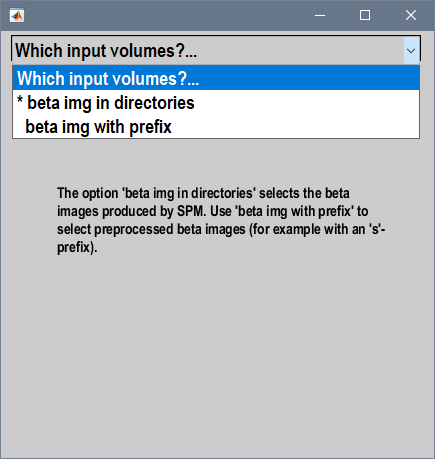 Which input volumes?...
Which input volumes?...
* beta img in directories
beta img with prefix
The option 'beta img in directories' selects the beta
images produced by SPM. Use 'beta img with prefix' to
select preprocessed beta images (for example with an 's'-
prefix).